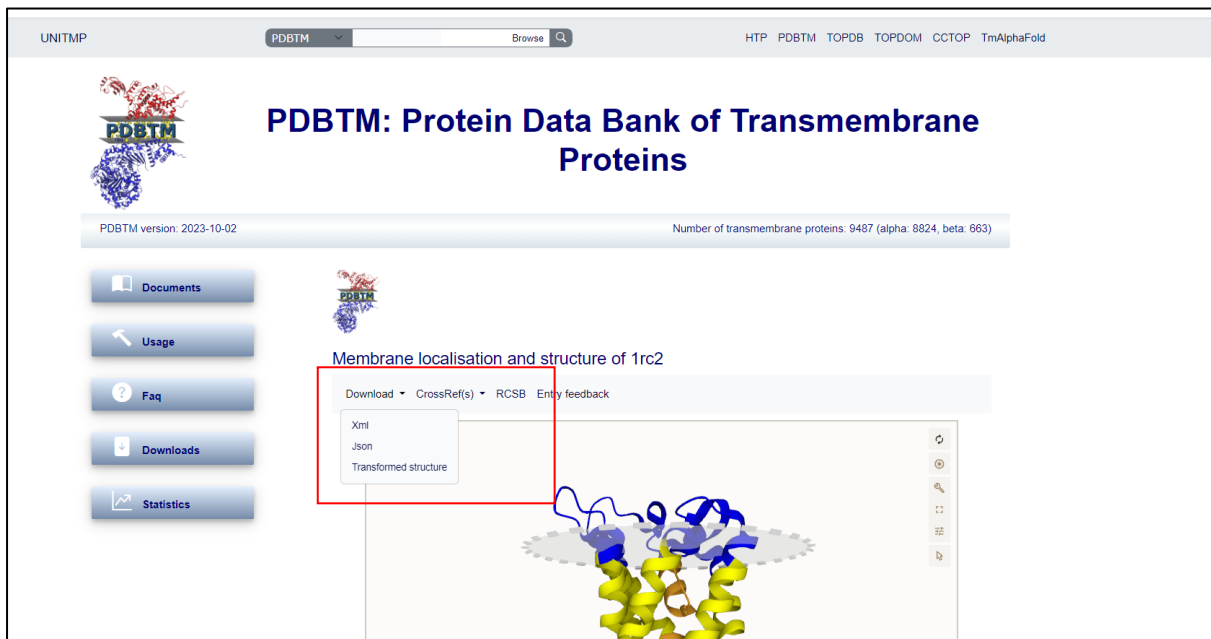 UNITMP
PDBTM
Browse
HTP PDBTM TOPDB TOPDOM CCTOP TmAlphaFold
PDBTM
PDBTM: Protein Data Bank of Transmembrane
Proteins
PDBTM version: 2023-10-02
Number of transmembrane proteins: 9487 (alpha: 8824, beta: 663)
Documents
Usage
Faq
Downloads
Statistics
PDBTM
Membrane localisation and structure of 1rc2
Download CrossRef(s) RCSB Entry feedback
Xml
Json
Transformed structure